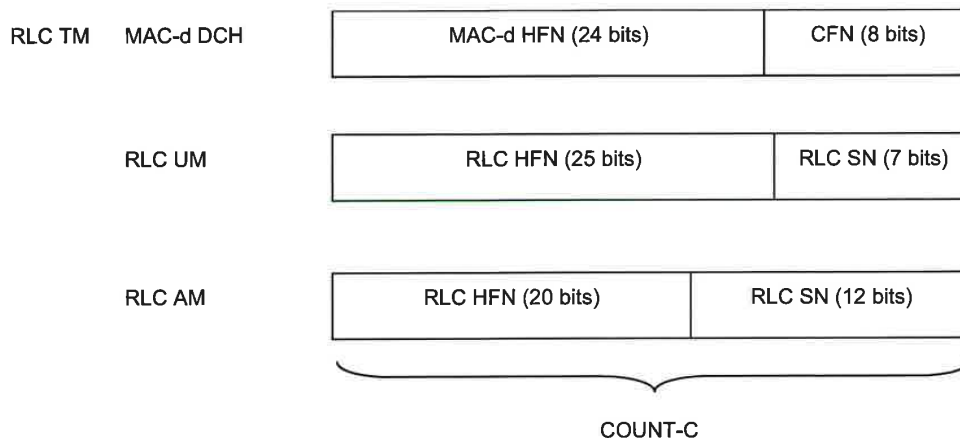 RLC TM MAC-d DCH MAC-d HFN (24 bits) CFN (8 bits)
RLC UM RLC HFN (25 bits) RLC SN (7 bits)
RLC AM RLC HFN (20 bits) RLC SN (12 bits)
COUNT-C